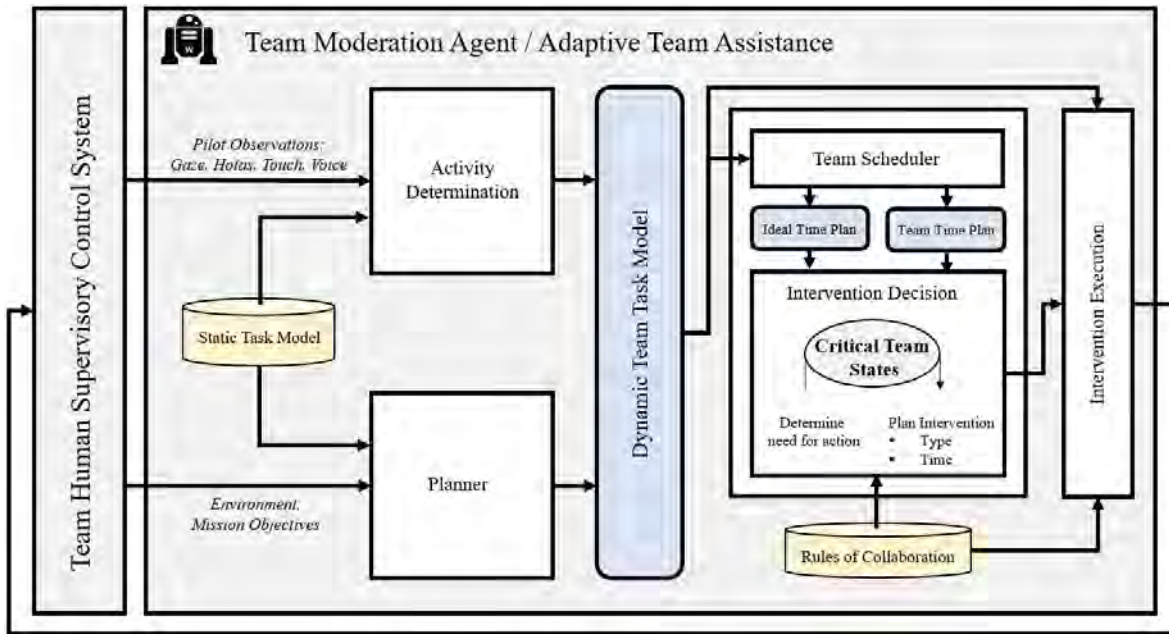 Team Human Supervisory Control System
W
Team Moderation Agent / Adaptive Team Assistance
Pilot Observations:
Gaze, Hotas, Touch, Voice
Activity
Determination
Static Task Model
Planner
Environment,
Mission Objectives
Dynamic Team Task Model
Team Scheduler
Ideal Time Plan
Team Time Plan
Intervention Decision
Critical Team
States
Determine
need for action
Plan Intervention
▪ Type
▪ Time
Rules of Collaboration
Intervention Execution